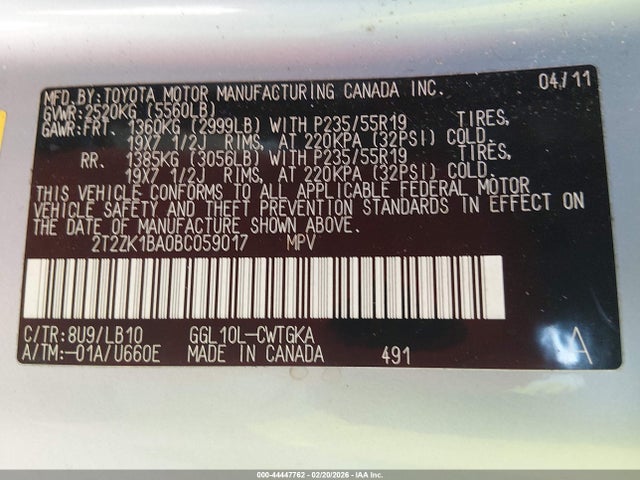 MFD.BY:TOYOTA MOTOR MANUFACTURING CANADA INC. 04/11
GVWR:2520KG (5560LB)
GAWR:FRT. 1360KG (2999LB) WITH P235/55R19 TIRES,
19X7 1/2J RIMS, AT 220KPA (32PSI) COLD.
RR. 1385KG (3056LB) WITH P235/55R19 TIRES,
19X7 1/2J RIMS, AT 220KPA (32PSI) COLD.
THIS VEHICLE CONFORMS TO ALL APPLICABLE FEDERAL MOTOR
VEHICLE SAFETY AND THEFT PREVENTION STANDARDS IN EFFECT ON
THE DATE OF MANUFACTURE SHOWN ABOVE.
2T2ZK1BA0BC059017 MPV
C/TR:8U9/LB10 GGL10L-CWTGKA
A/TM:-01A/U660E MADE IN CANADA 491
000-44447762 - 02/20/2026 - IAA Inc.